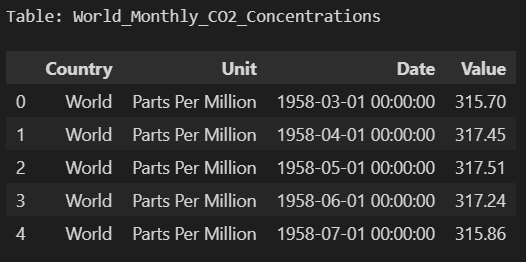 Table: World_Monthly_CO2_Concentrations
Country Unit Date Value
0 World Parts Per Million 1958-03-01 00:00:00 315.70
1 World Parts Per Million 1958-04-01 00:00:00 317.45
2 World Parts Per Million 1958-05-01 00:00:00 317.51
3 World Parts Per Million 1958-06-01 00:00:00 317.24
4 World Parts Per Million 1958-07-01 00:00:00 315.86